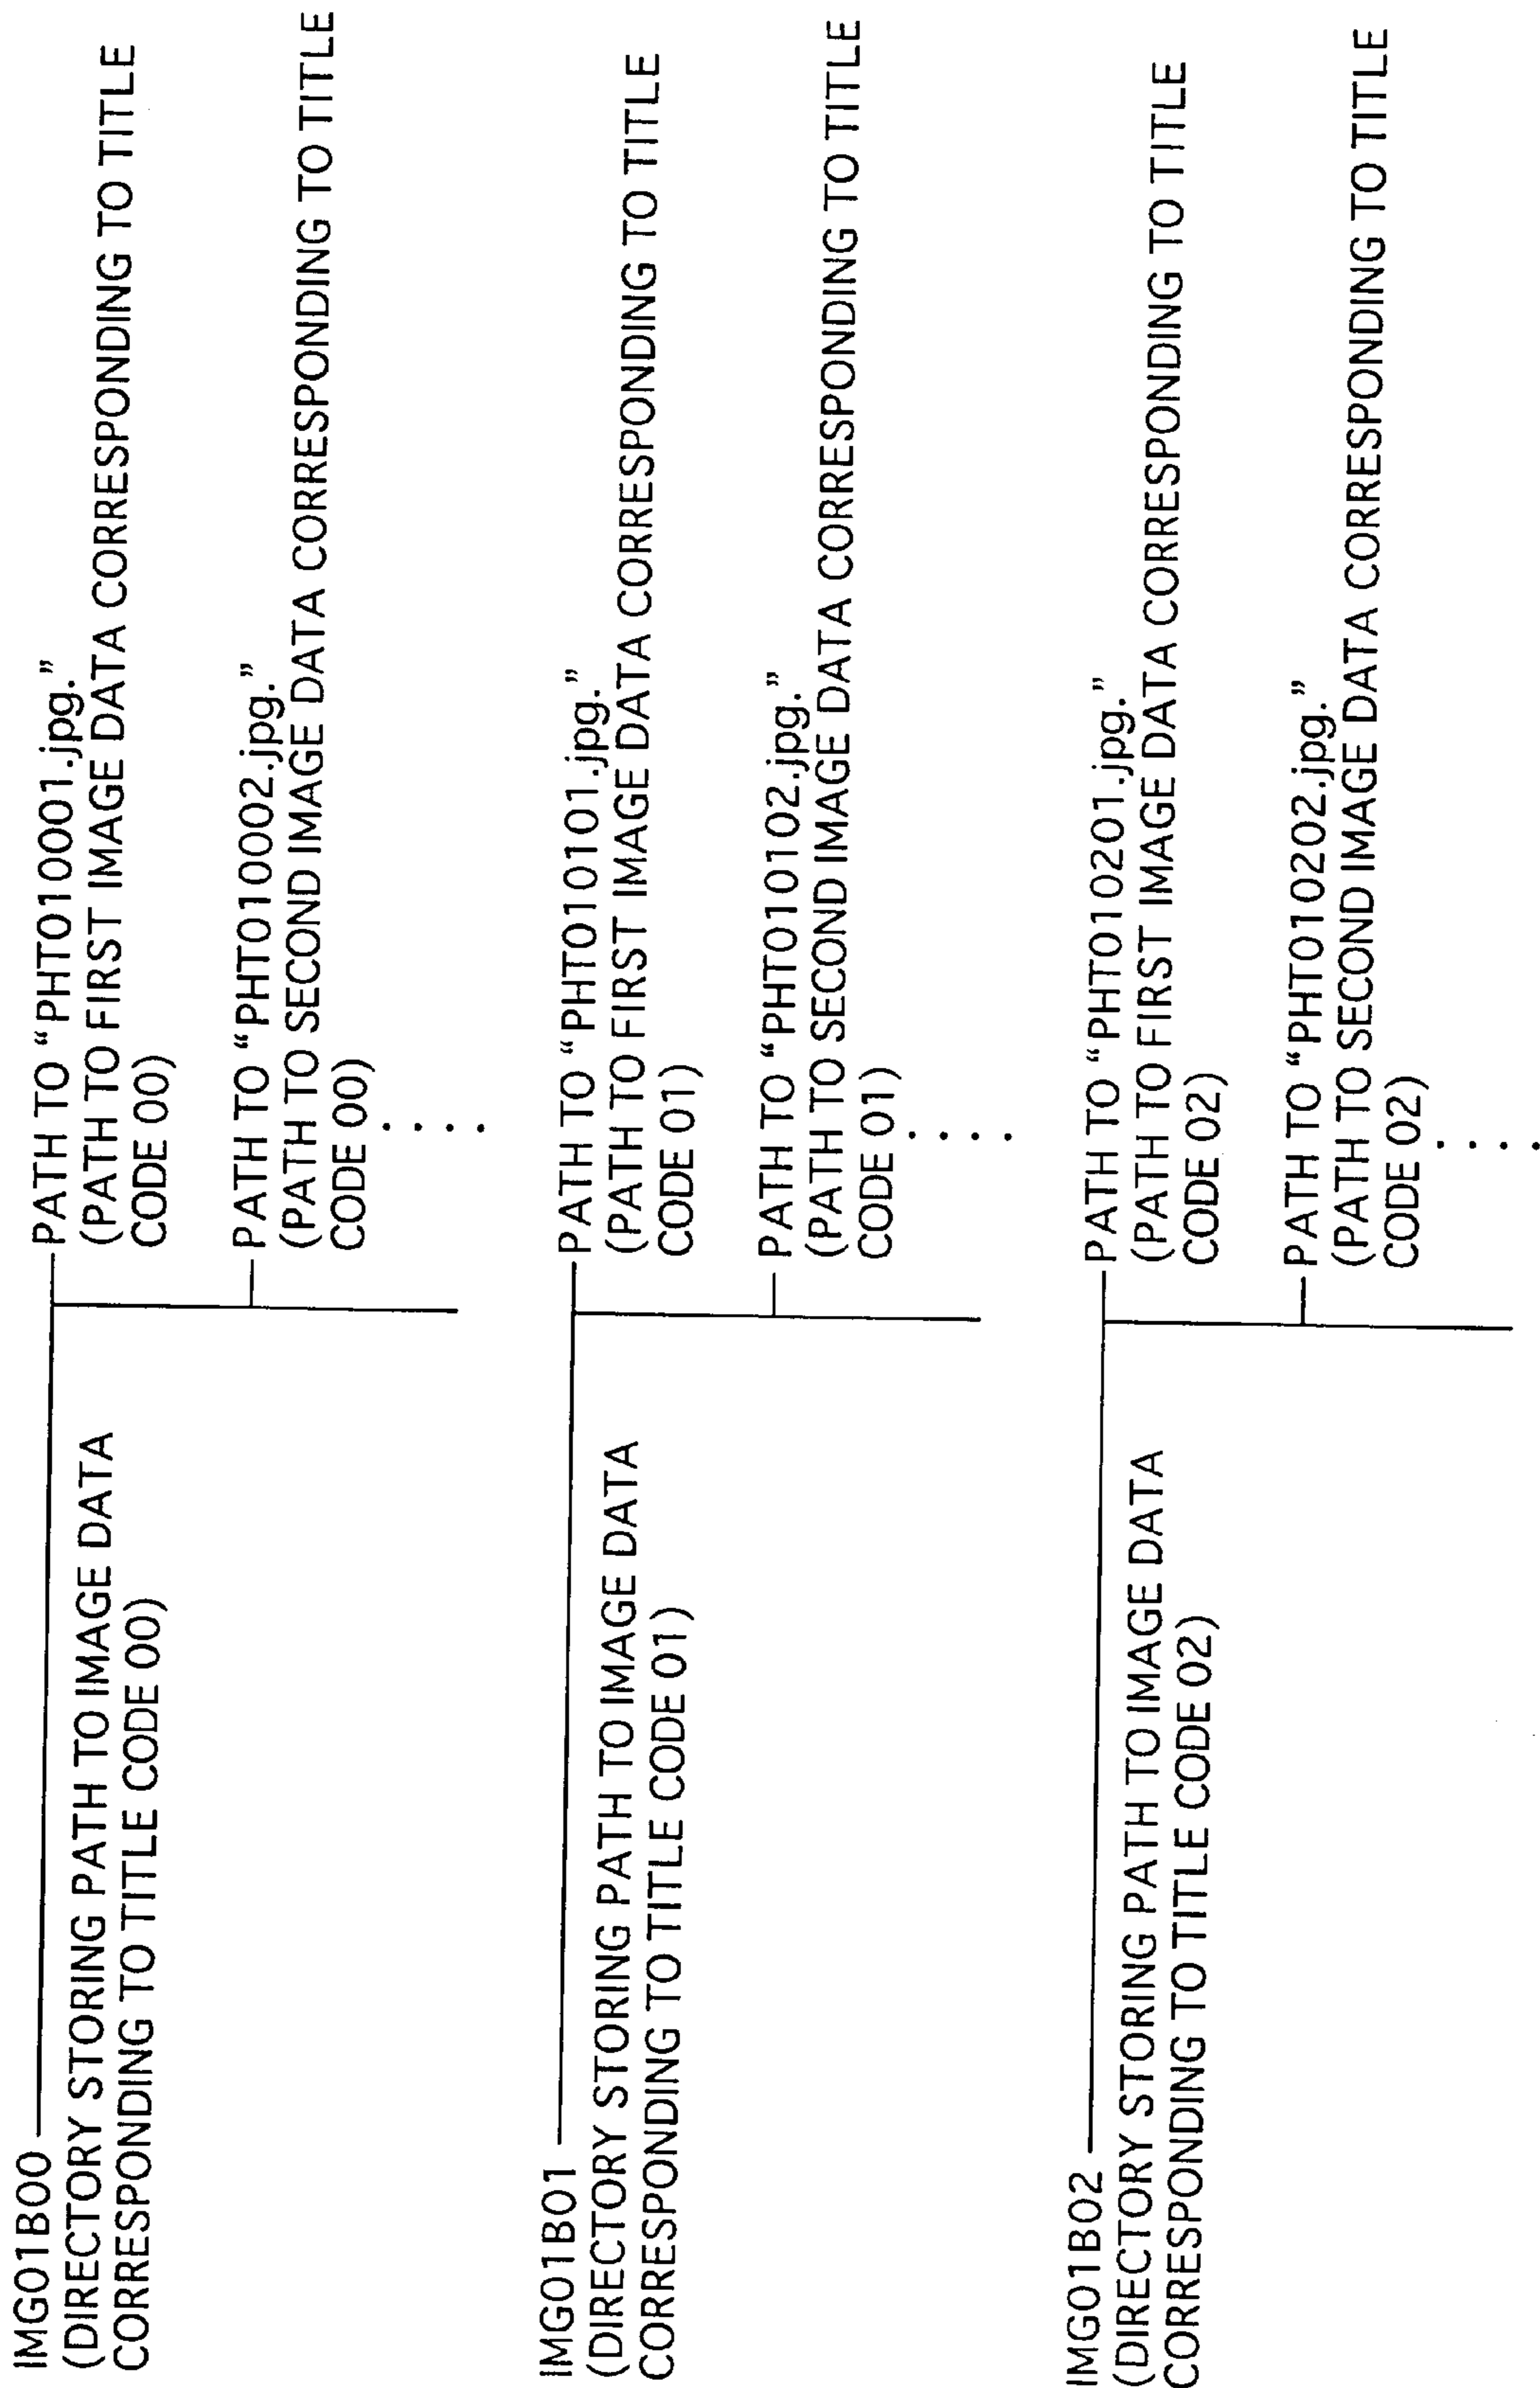 IMG01B00
(DIRECTORY STORING PATH TO IMAGE DATA
CORRESPONDING TO TITLE CODE 00)
PATH TO “PHT010001.jpg.”
(PATH TO FIRST IMAGE DATA CORRESPONDING TO TITLE
CODE 00)
PATH TO “PHT010002.jpg.”
(PATH TO SECOND IMAGE DATA CORRESPONDING TO TITLE
CODE 00)
IMG01B01
(DIRECTORY STORING PATH TO IMAGE DATA
CORRESPONDING TO TITLE CODE 01)
PATH TO “PHT010101.jpg.”
(PATH TO FIRST IMAGE DATA CORRESPONDING TO TITLE
CODE 01)
PATH TO “PHT010102.jpg.”
(PATH TO SECOND IMAGE DATA CORRESPONDING TO TITLE
CODE 01)
IMG01B02
(DIRECTORY STORING PATH TO IMAGE DATA
CORRESPONDING TO TITLE CODE 02)
PATH TO “PHT010201.jpg.”
(PATH TO FIRST IMAGE DATA CORRESPONDING TO TITLE
CODE 02)
PATH TO “PHT010202.jpg.”
(PATH TO SECOND IMAGE DATA CORRESPONDING TO TITLE
CODE 02)